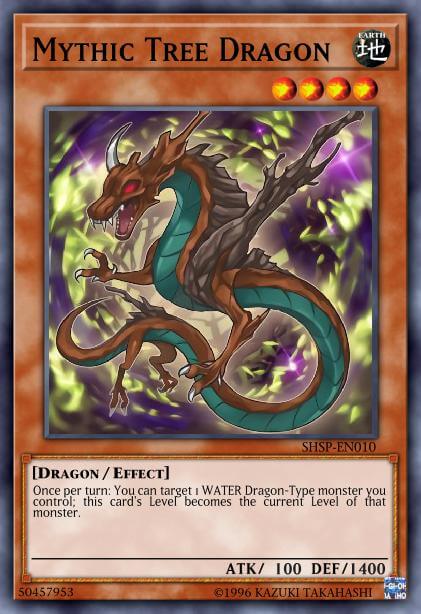 MYTHIC TREE DRAGON
EARTH
地
SHSP-EN010
[DRAGON / EFFECT]
Once per turn: You can target 1 WATER Dragon-Type monster you
control; this card's Level becomes the current Level of that
monster.
ATK/ 100 DEF/1400
50457953
©1996 KAZUKI TAKAHASHI